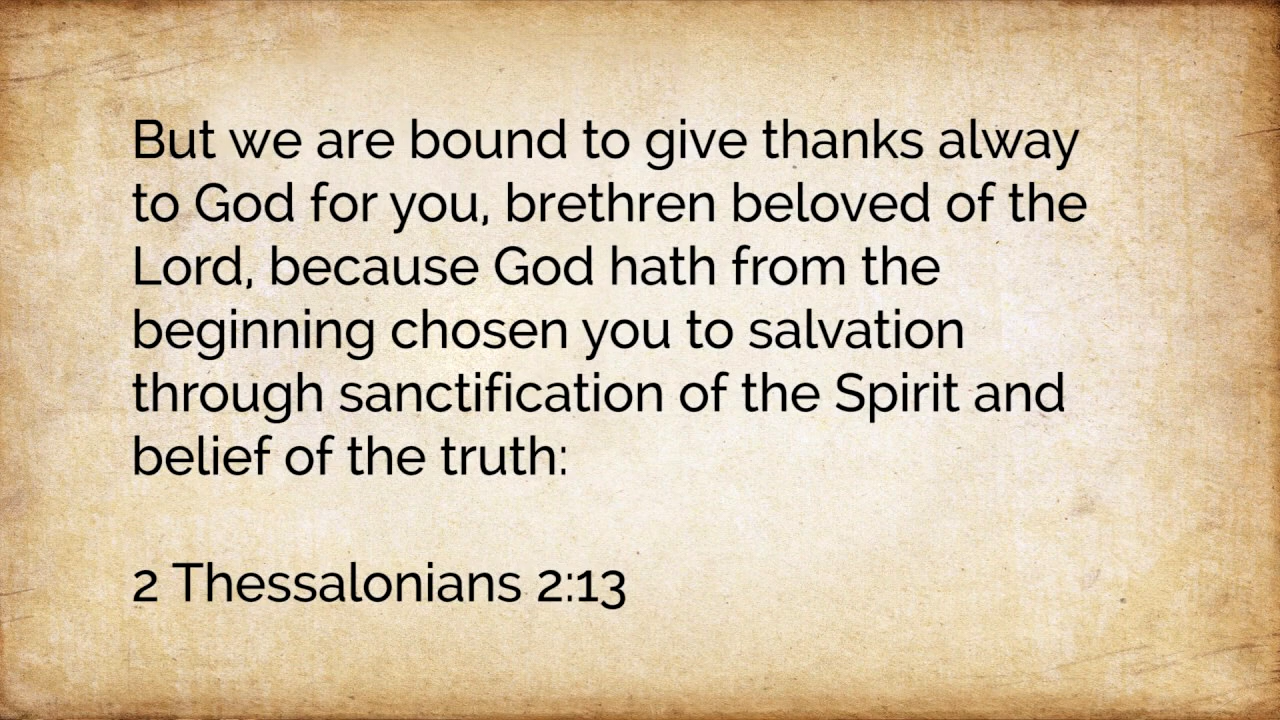 But we are bound to give thanks alway
to God for you, brethren beloved of the
Lord, because God hath from the
beginning chosen you to salvation
through sanctification of the Spirit and
belief of the truth:
2 Thessalonians 2:13